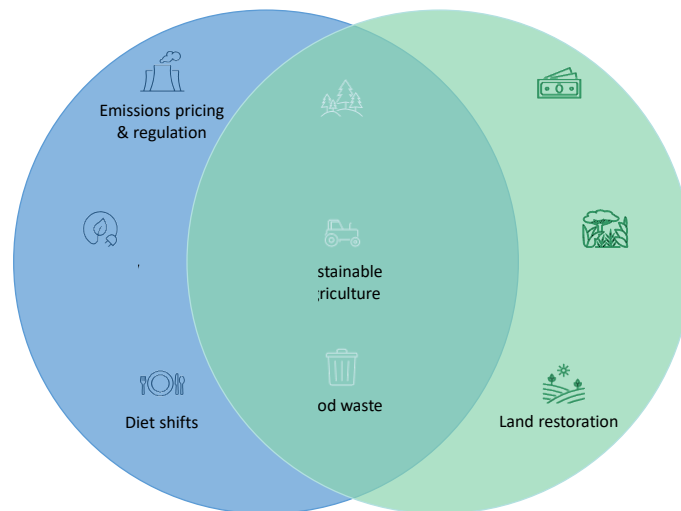 Emissions pricing
& regulation
stainable
riculture
Diet shifts
od waste
Land restoration